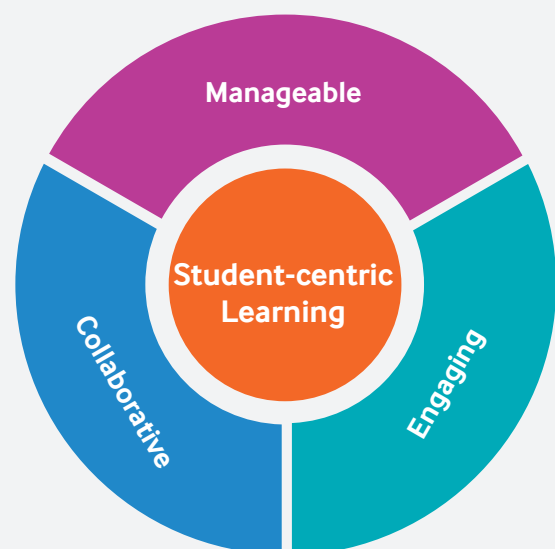 Manageable
Student-centric
Learning
Collaborative
Engaging